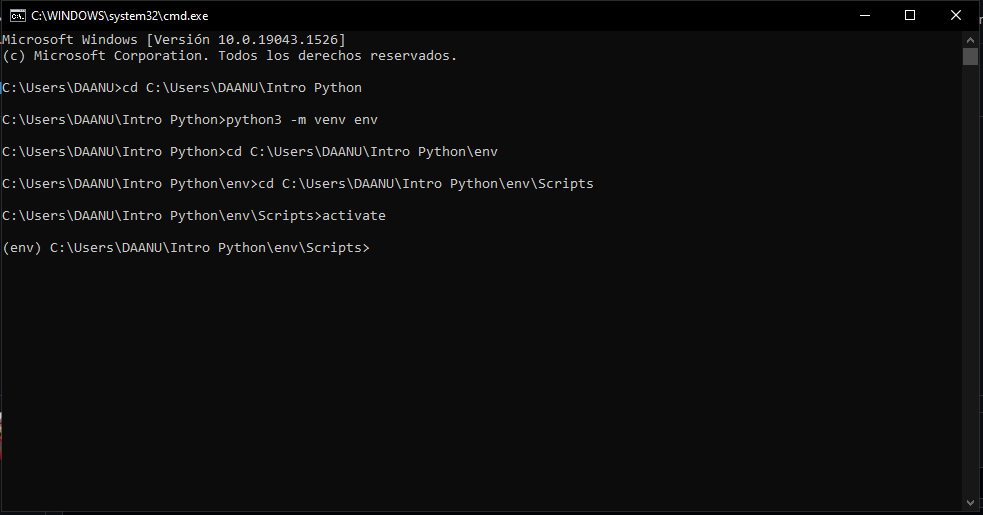 C:\WINDOWS\system32\cmd.exe
Microsoft Windows [Versión 10.0.19043.1526]
(c) Microsoft Corporation. Todos los derechos reservados.
C:\Users\DAANU>cd C:\Users\DAANU\Intro Python
C:\Users\DAANU\Intro Python>python3 -m venv env
C:\Users\DAANU\Intro Python>cd C:\Users\DAANU\Intro Python\env
C:\Users\DAANU\Intro Python\env>cd C:\Users\DAANU\Intro Python\env\Scripts
C:\Users\DAANU\Intro Python\env\Scripts>activate
(env) C:\Users\DAANU\Intro Python\env\Scripts>